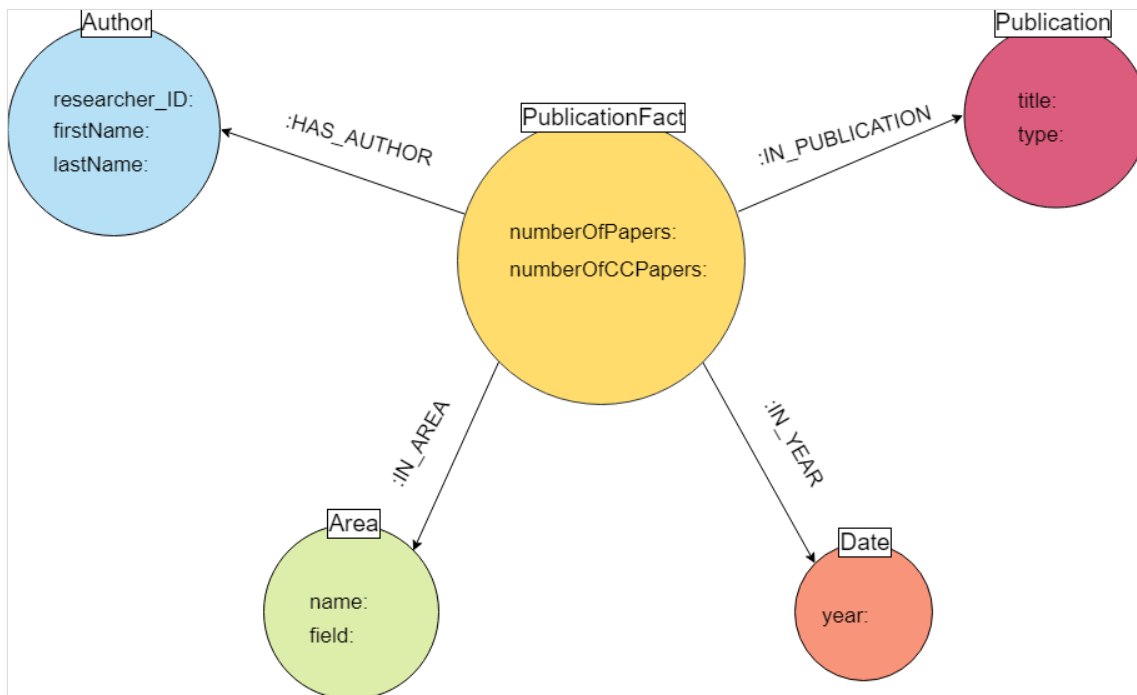 Author
researcher_ID:
firstName:
lastName:
:HAS_AUTHOR
PublicationFact
numberOfPapers:
numberOfCCPapers:
:IN_PUBLICATION
Publication
title:
type:
:IN_AREA
Area
name:
field:
:IN_YEAR
Date
year: